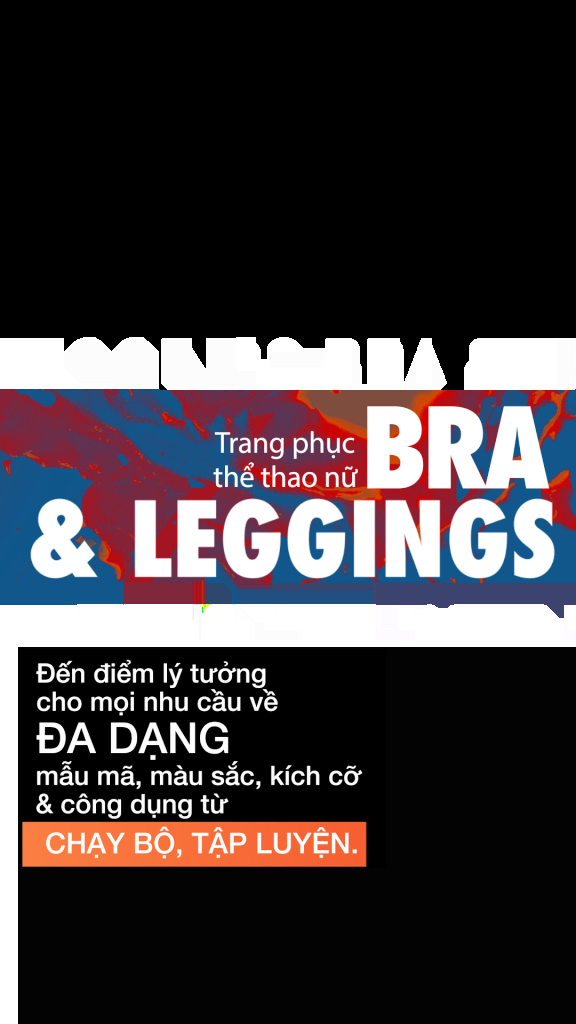 Trang phục
thể thao nữ
BRA
& LEGGINGS
Đến điểm lý tưởng
cho mọi nhu cầu về
ĐA DẠNG
mẫu mã, màu sắc, kích cỡ
& công dụng từ
CHẠY BỘ, TẬP LUYỆN.